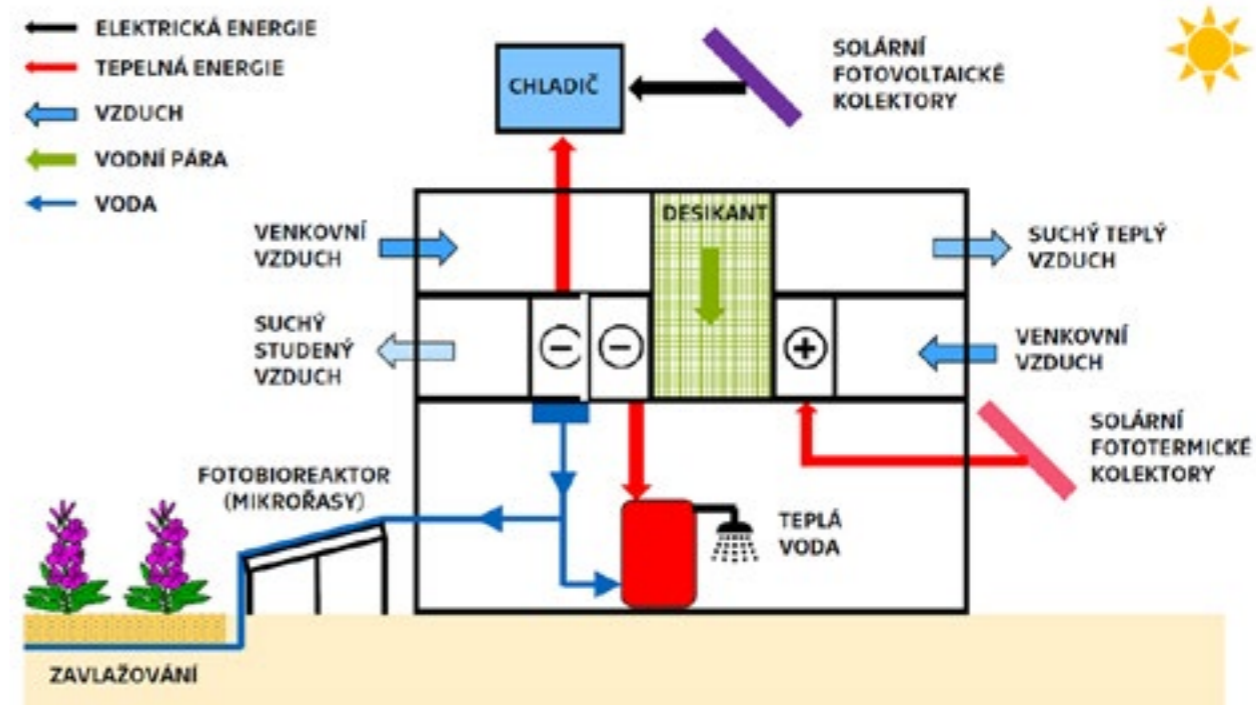 ELEKTRICKÁ ENERGIE
TEPELNÁ ENERGIE
VZDUCH
VODNÍ PÁRA
VODA
CHLADIČ
SOLÁRNÍ
FOTOVOLTAICKÉ
KOLEKTORY
VENKOVNÍ
VZDUCH
DESIKANT
SUCHÝ TEPLÝ
VZDUCH
SUCHÝ
STUDENÝ
VZDUCH
VENKOVNÍ
VZDUCH
SOLÁRNÍ
FOTOTERMICKÉ
KOLEKTORY
FOTOBIOREAKTOR
(MIKROŘASY)
TEPLÁ
VODA
ZAVLAŽOVÁNÍ